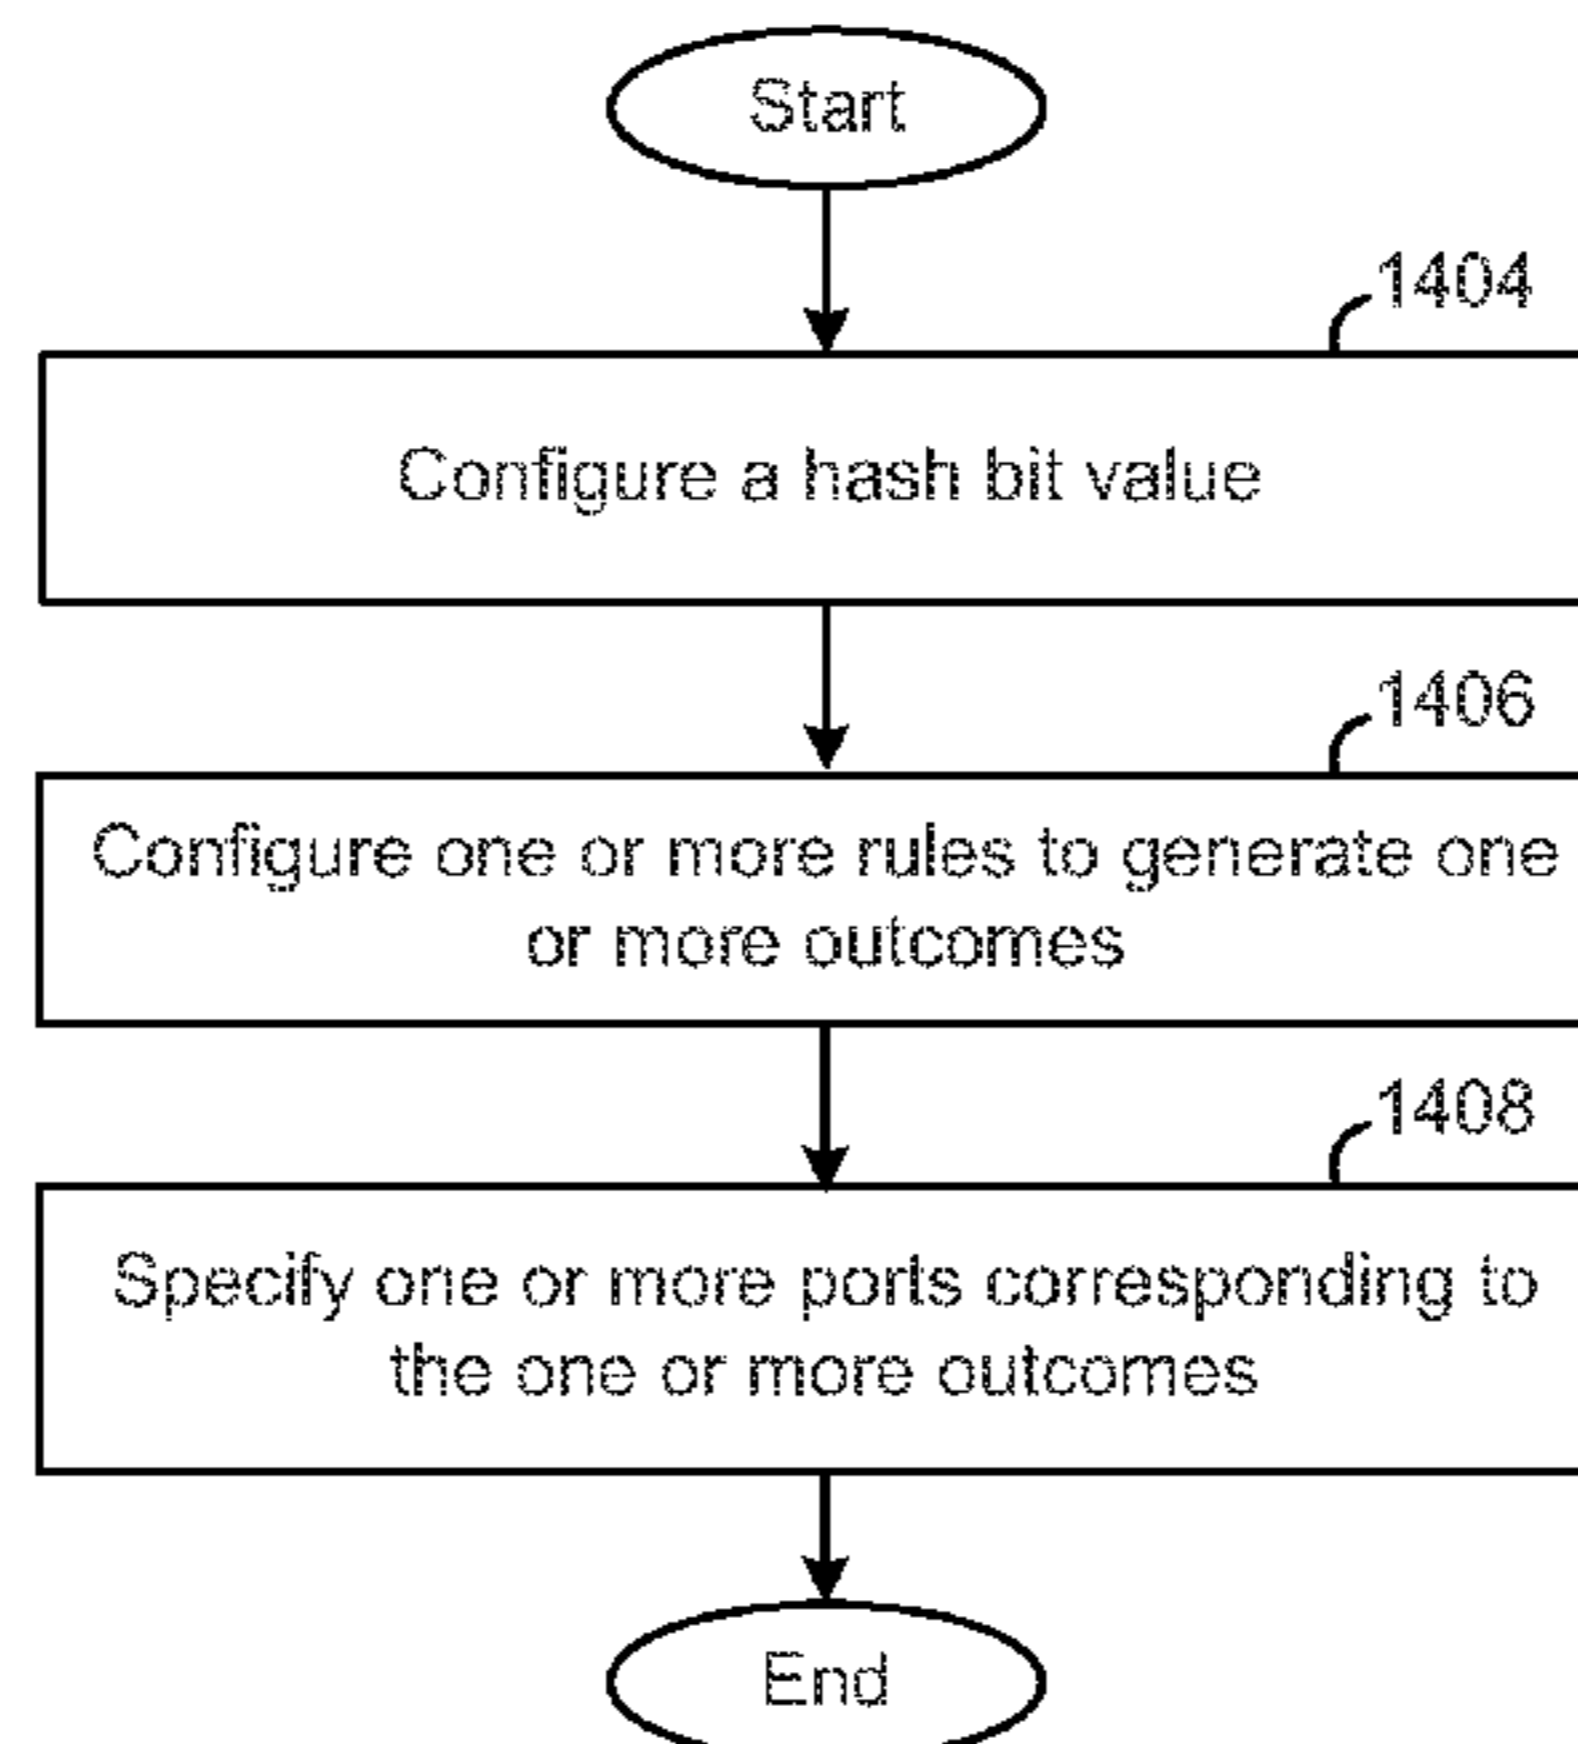 Start
1404
Configure a hash bit value
1406
Configure one or more rules to generate one
or more outcomes
1408
Specify one or more ports corresponding to
the one or more outcomes
End